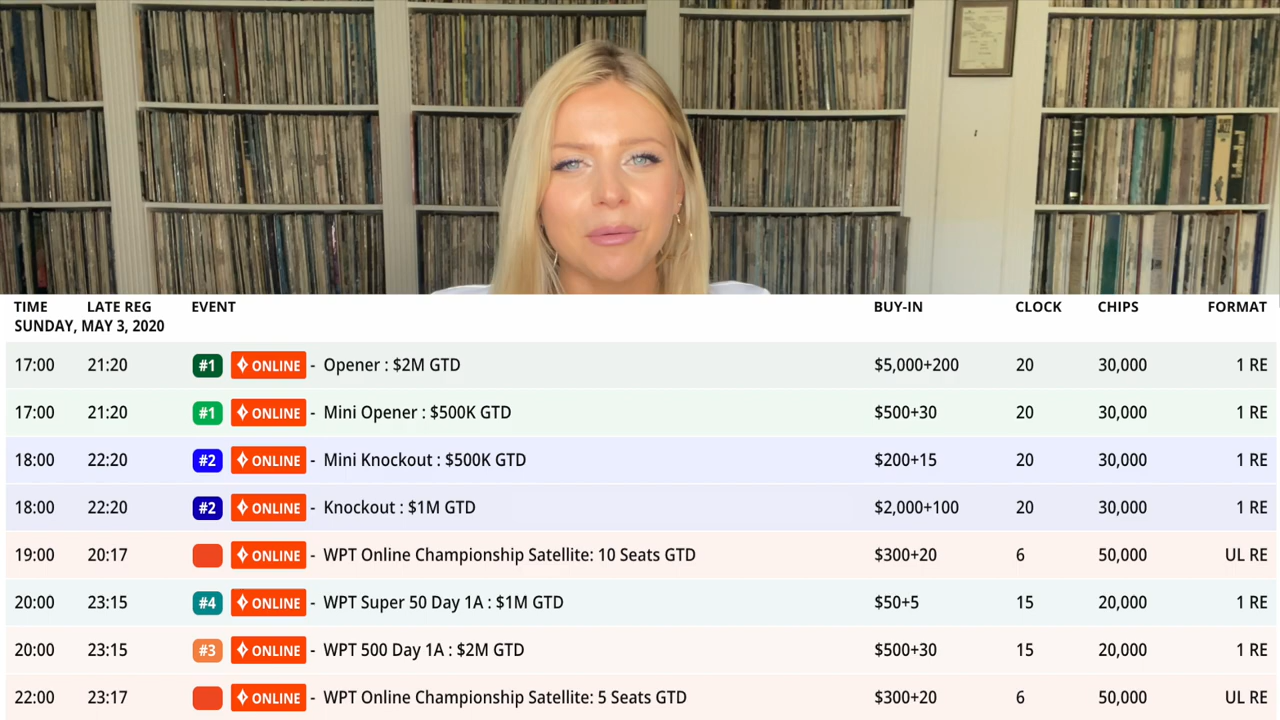 TIME LATE REG EVENT BUY-IN CLOCK CHIPS FORMAT
SUNDAY, MAY 3, 2020
17:00 21:20 #1 ONLINE - Opener : $2M GTD $5,000+200 20 30,000 1 RE
17:00 21:20 #1 ONLINE - Mini Opener : $500K GTD $500+30 20 30,000 1 RE
18:00 22:20 #2 ONLINE - Mini Knockout : $500K GTD $200+15 20 30,000 1 RE
18:00 22:20 #2 ONLINE - Knockout : $1M GTD $2,000+100 20 30,000 1 RE
19:00 20:17 ONLINE - WPT Online Championship Satellite: 10 Seats GTD $300+20 6 50,000 UL RE
20:00 23:15 #4 ONLINE - WPT Super 50 Day 1A : $1M GTD $50+5 15 20,000 1 RE
20:00 23:15 #3 ONLINE - WPT 500 Day 1A : $2M GTD $500+30 15 20,000 1 RE
22:00 23:17 ONLINE - WPT Online Championship Satellite: 5 Seats GTD $300+20 6 50,000 UL RE